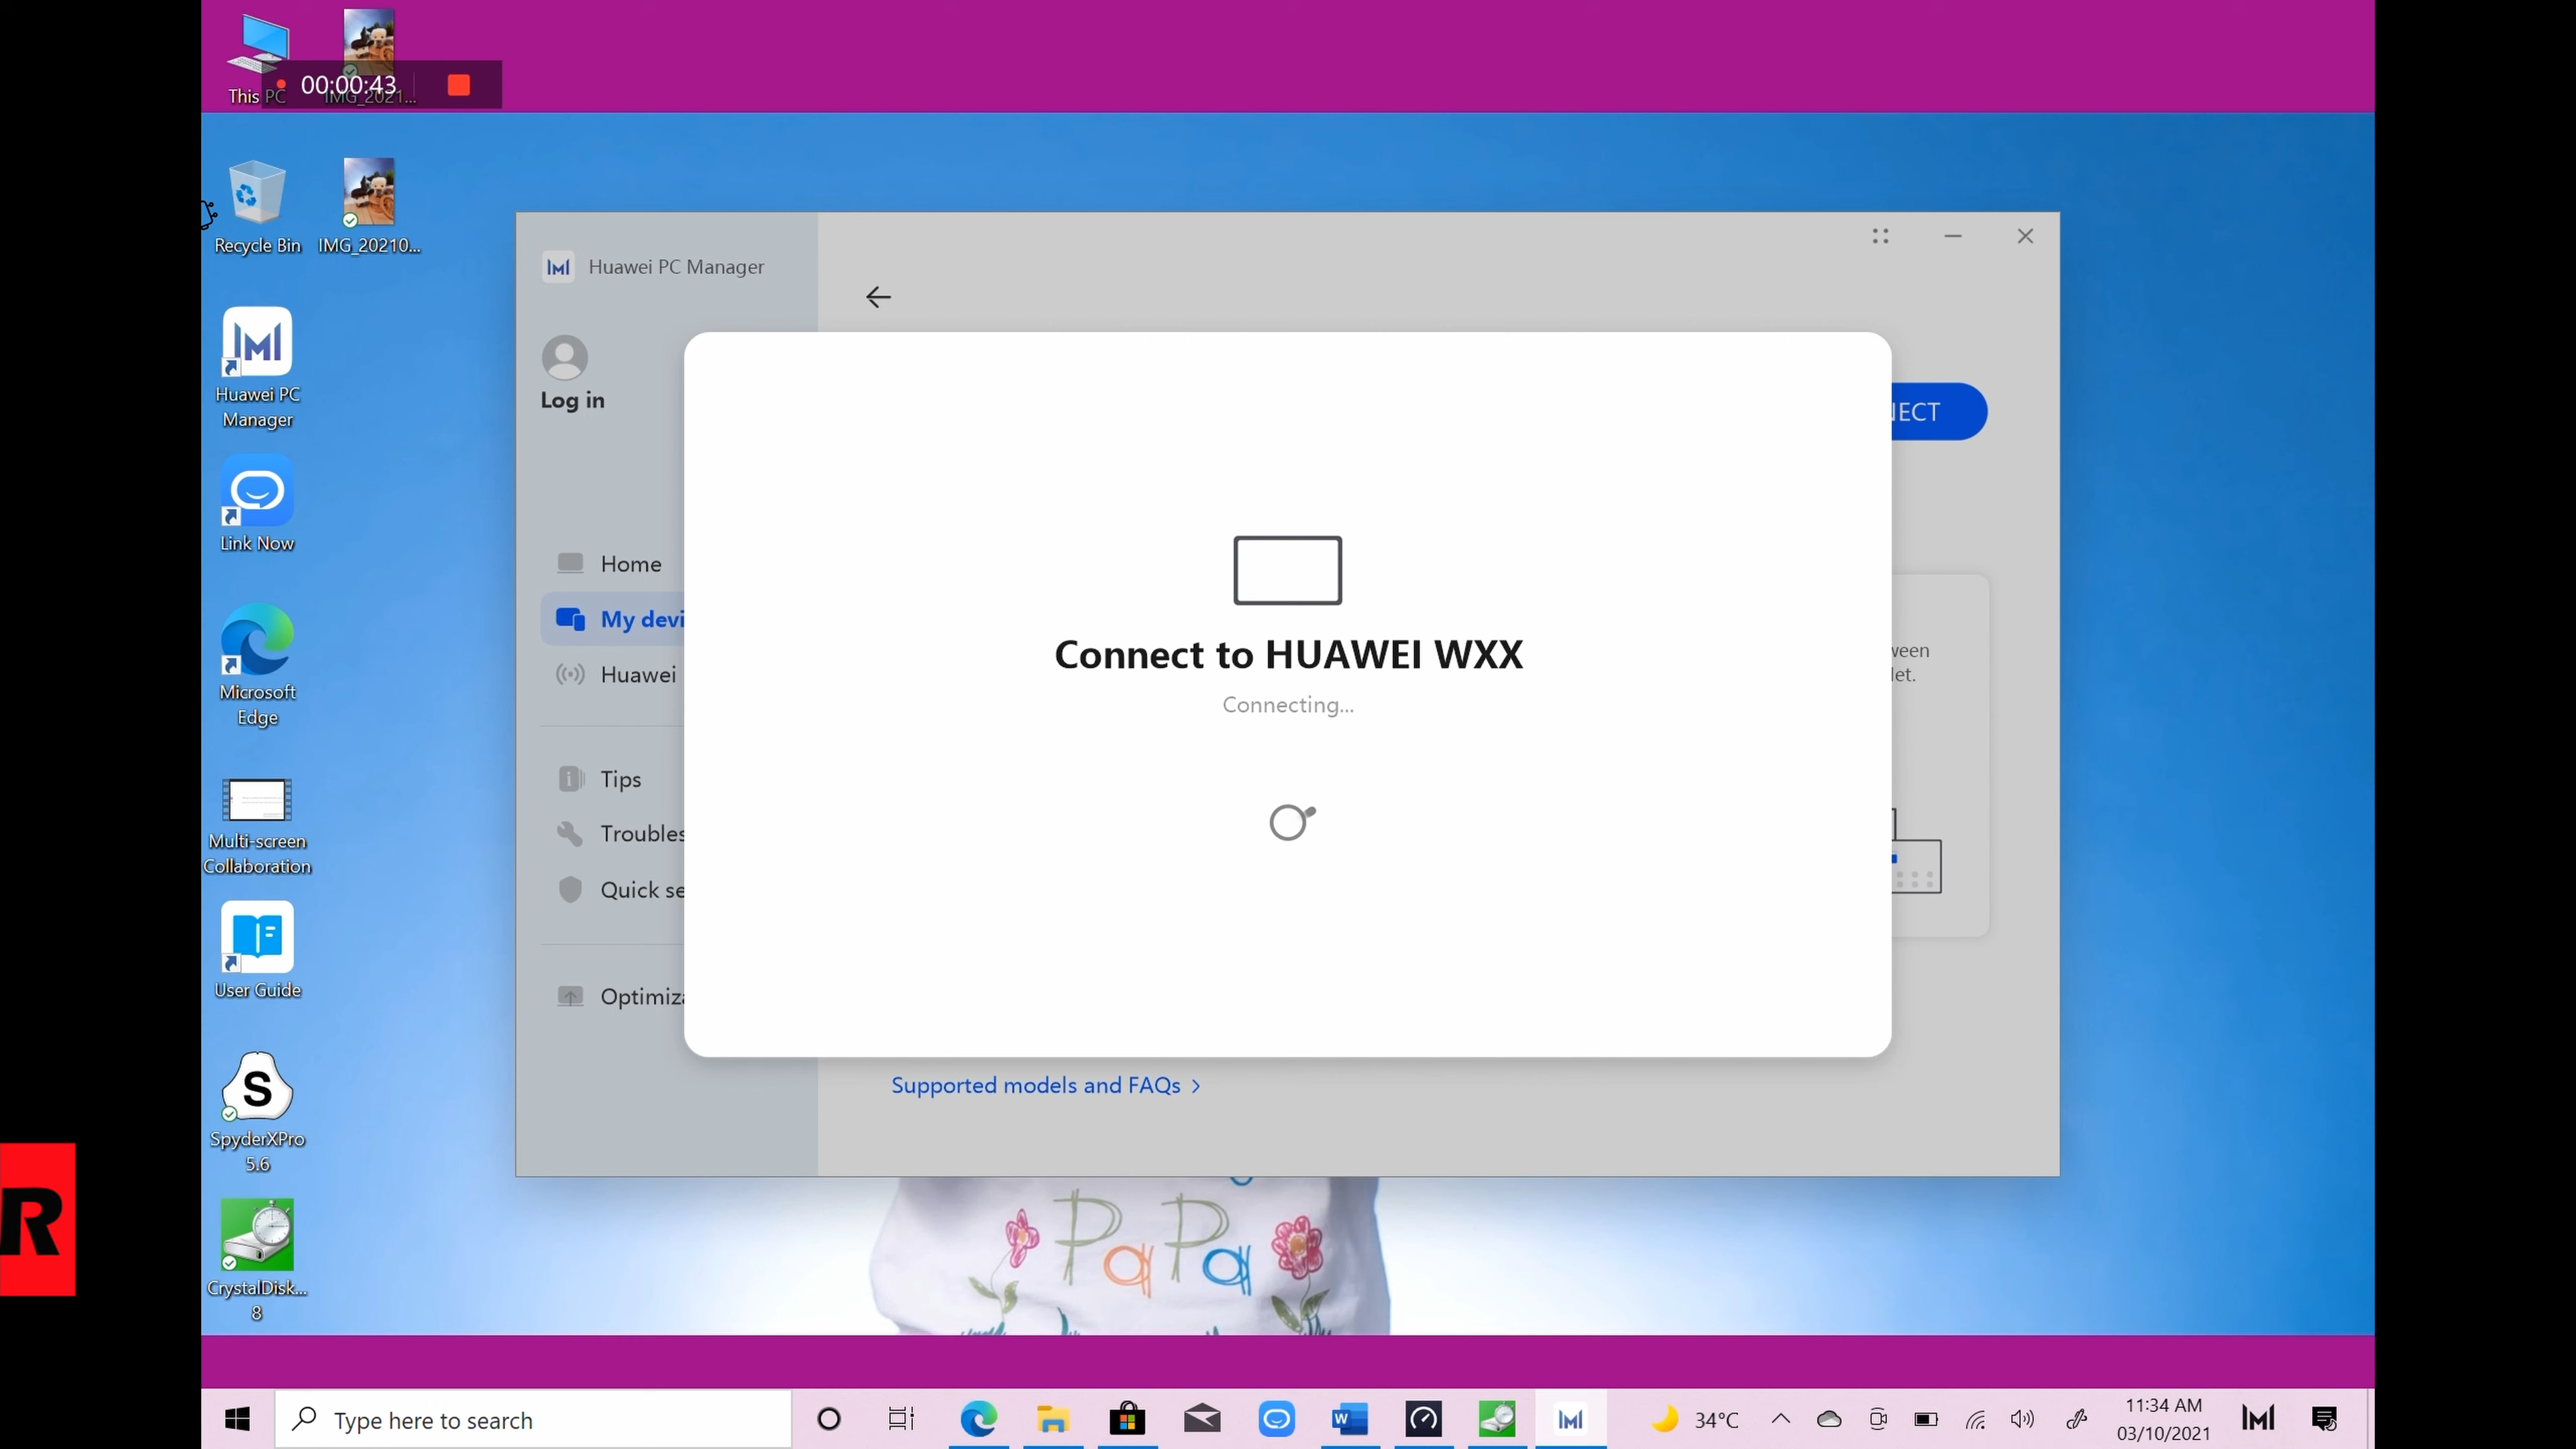 This PC
IMG_2021...
00:00:43
Recycle Bin
IMG_20210...
Huawei PC
Manager
Link Now
Microsoft
Edge
Multi-screen
Collaboration
User Guide
S
SpyderXPro
5.6
CrystalDisk...
8
R
Huawei PC Manager
Log in
Home
My devi
Huawei
Tips
Troubles
Quick se
Optimiza
NECT
ween
let.
Connect to HUAWEI WXX
Connecting...
Supported models and FAQs >
PaPa
Type here to search
34°C
11:34 AM
03/10/2021